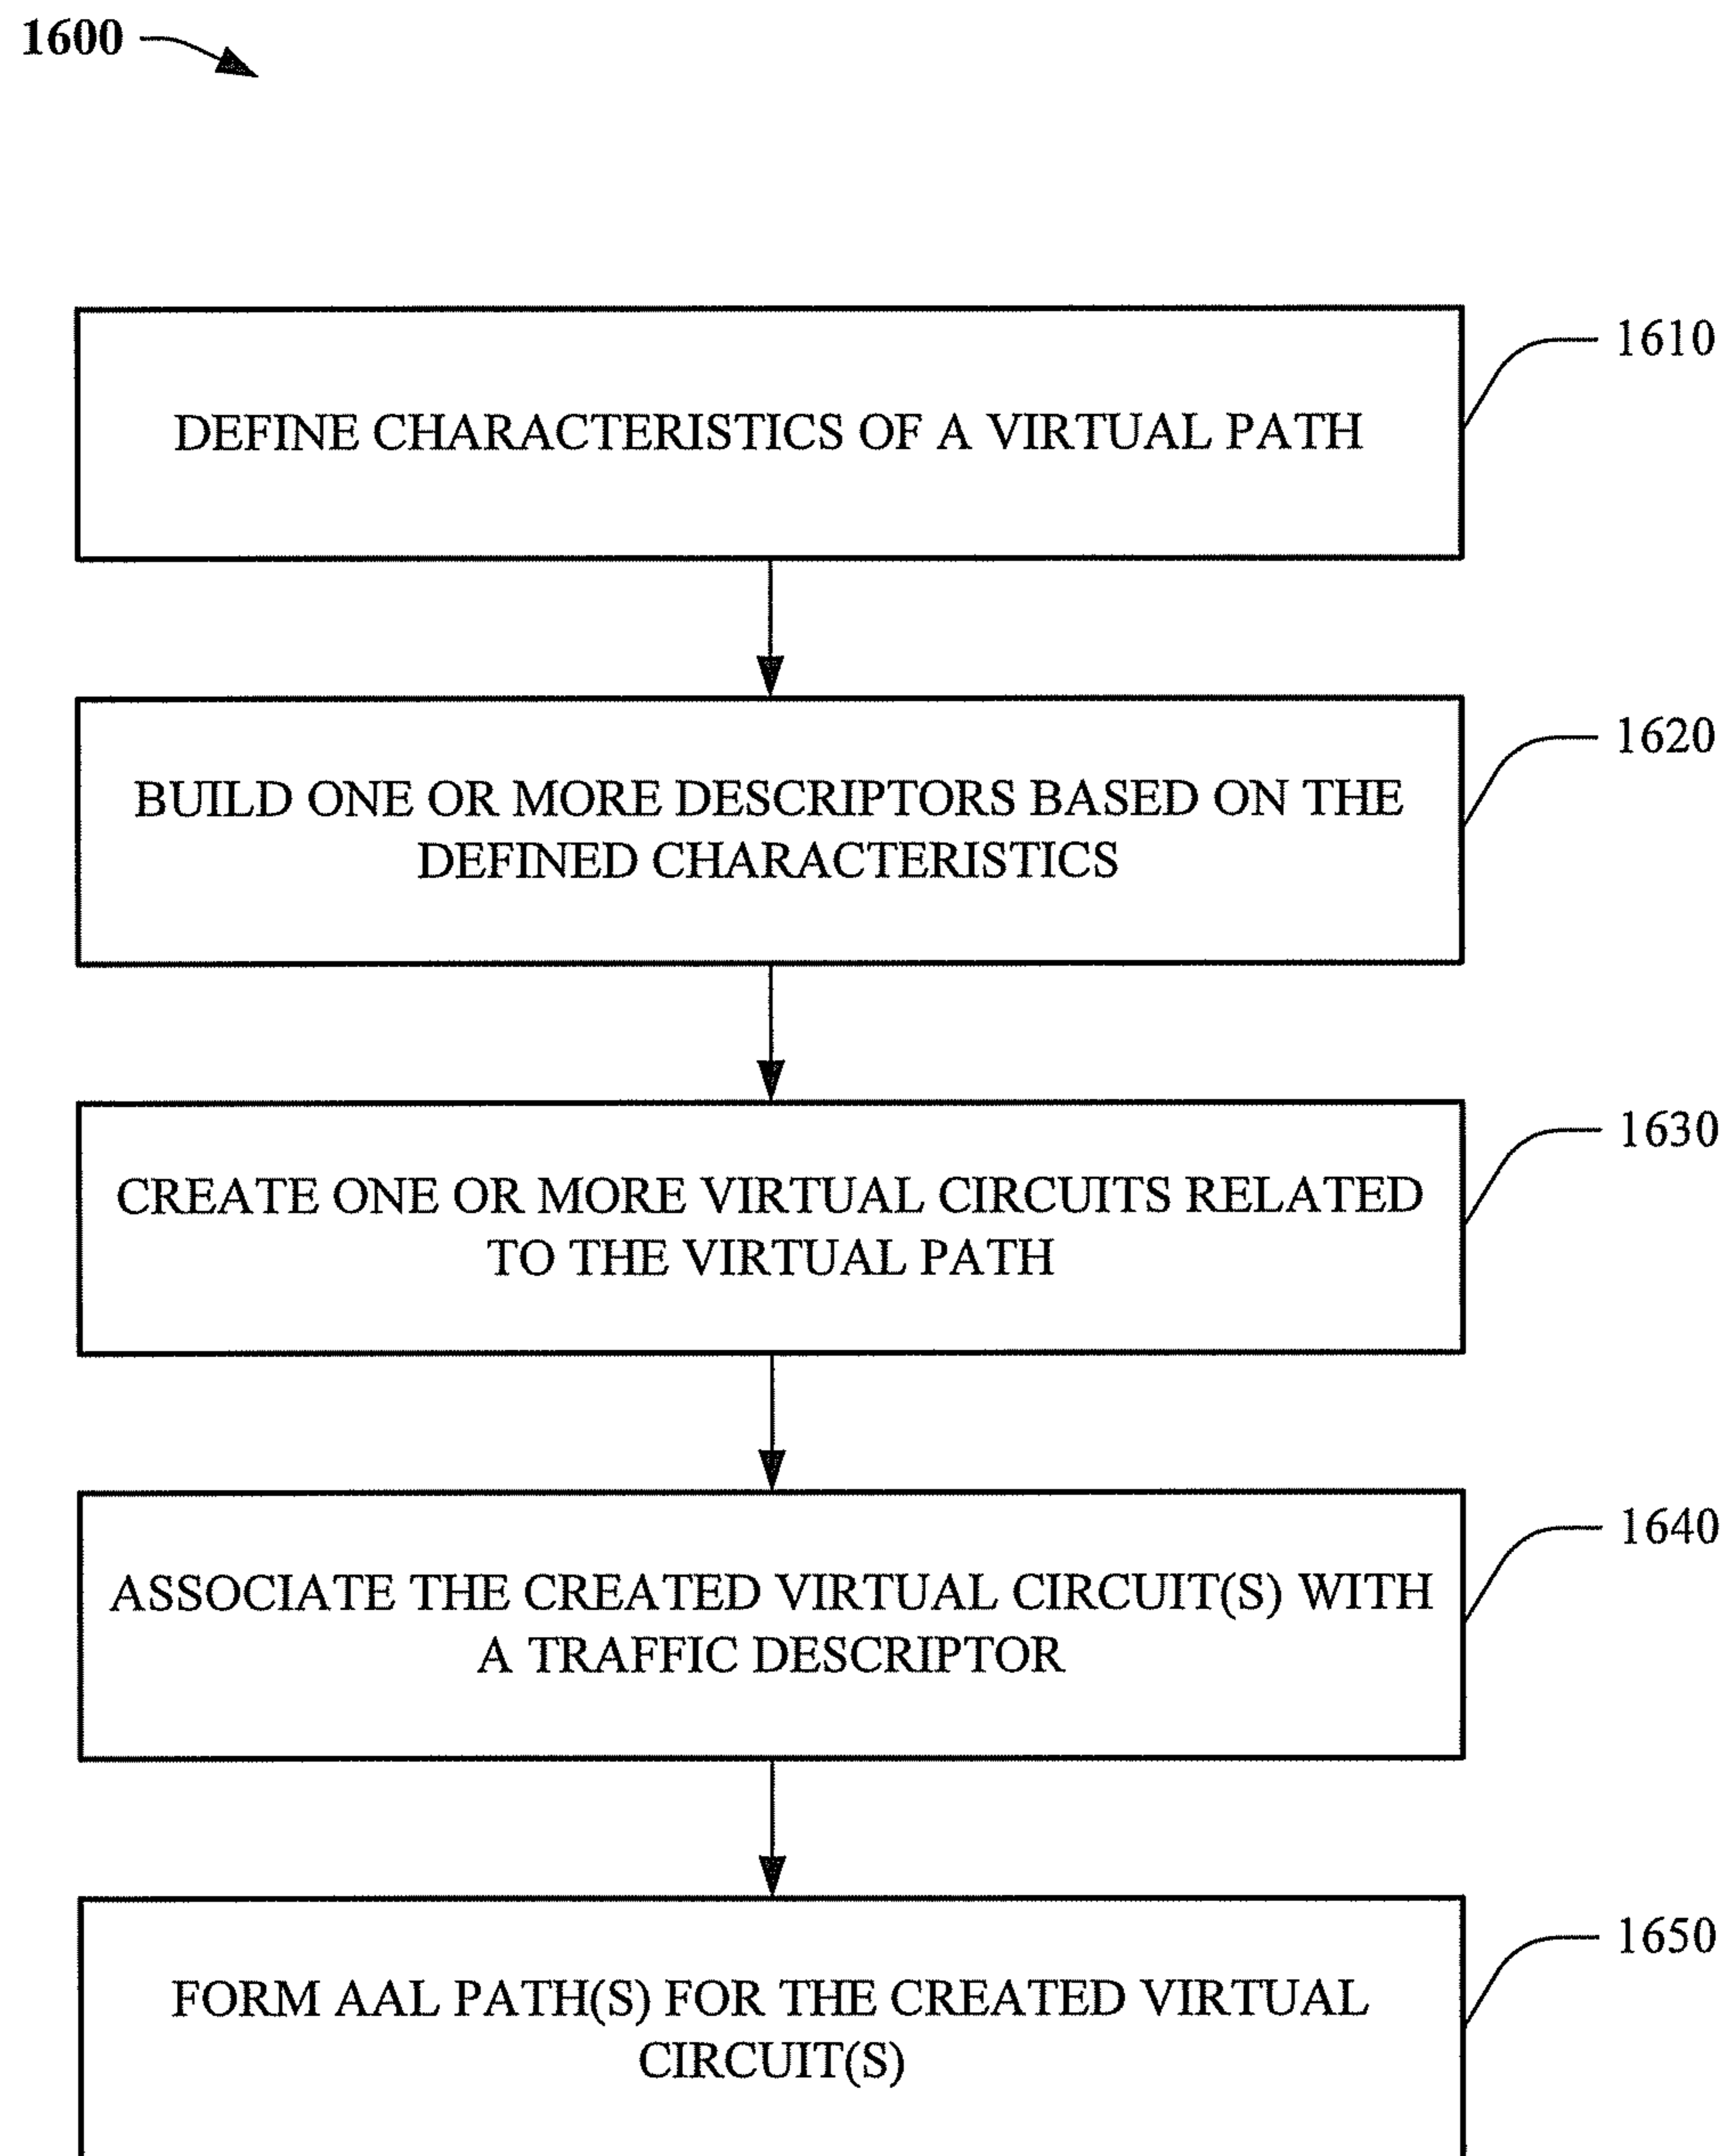 1600
1610
DEFINE CHARACTERISTICS OF A VIRTUAL PATH
1620
BUILD ONE OR MORE DESCRIPTORS BASED ON THE
DEFINED CHARACTERISTICS
1630
CREATE ONE OR MORE VIRTUAL CIRCUITS RELATED
TO THE VIRTUAL PATH
1640
ASSOCIATE THE CREATED VIRTUAL CIRCUIT(S) WITH
A TRAFFIC DESCRIPTOR
1650
FORM AAL PATH(S) FOR THE CREATED VIRTUAL
CIRCUIT(S)